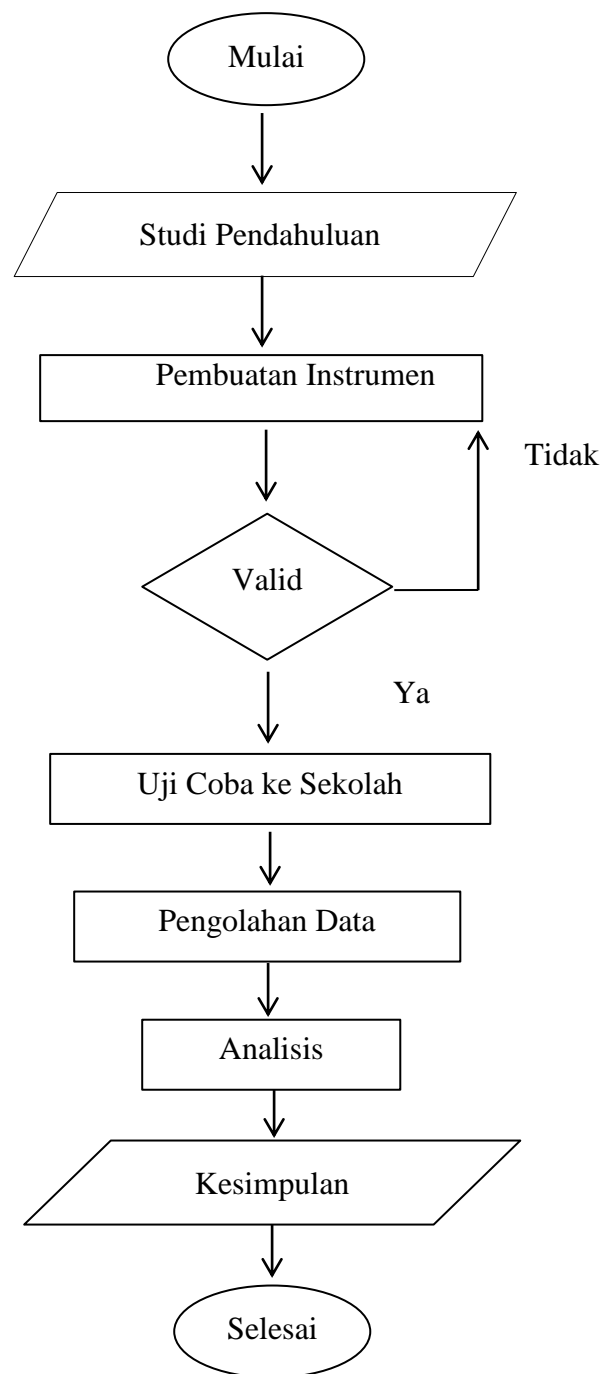 Mulai
Studi Pendahuluan
Pembuatan Instrumen
Tidak
Valid
Ya
Uji Coba ke Sekolah
Pengolahan Data
Analisis
Kesimpulan
Selesai